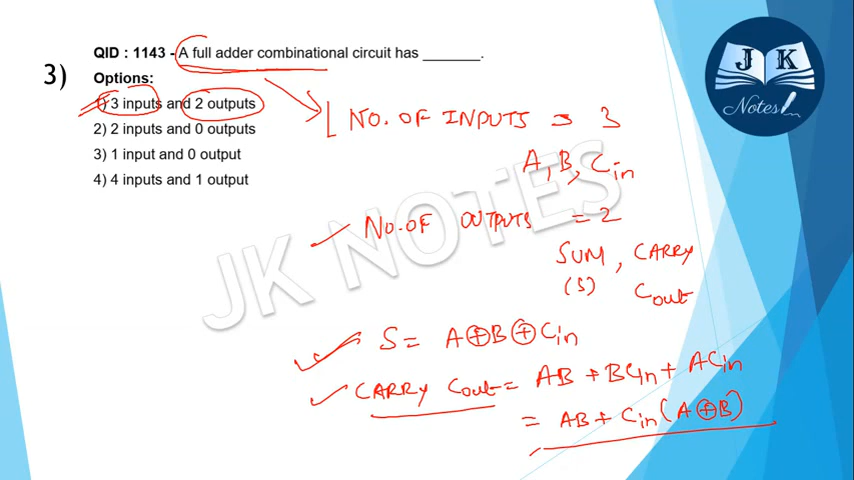 3)
QID : 1143 - A full adder combinational circuit has _______.
Options:
1) 3 inputs and 2 outputs
2) 2 inputs and 0 outputs
3) 1 input and 0 output
4) 4 inputs and 1 output
NO. OF INPUTS = 3
A, B, Cin
NO. OF OUTPUTS = 2
SUM, CARRY
(S) Cout
S = A⊕B⊕Cin
CARRY Cout = AB + BCin + ACin
= AB + Cin(A⊕B)
J K
Notes
JK NOTES